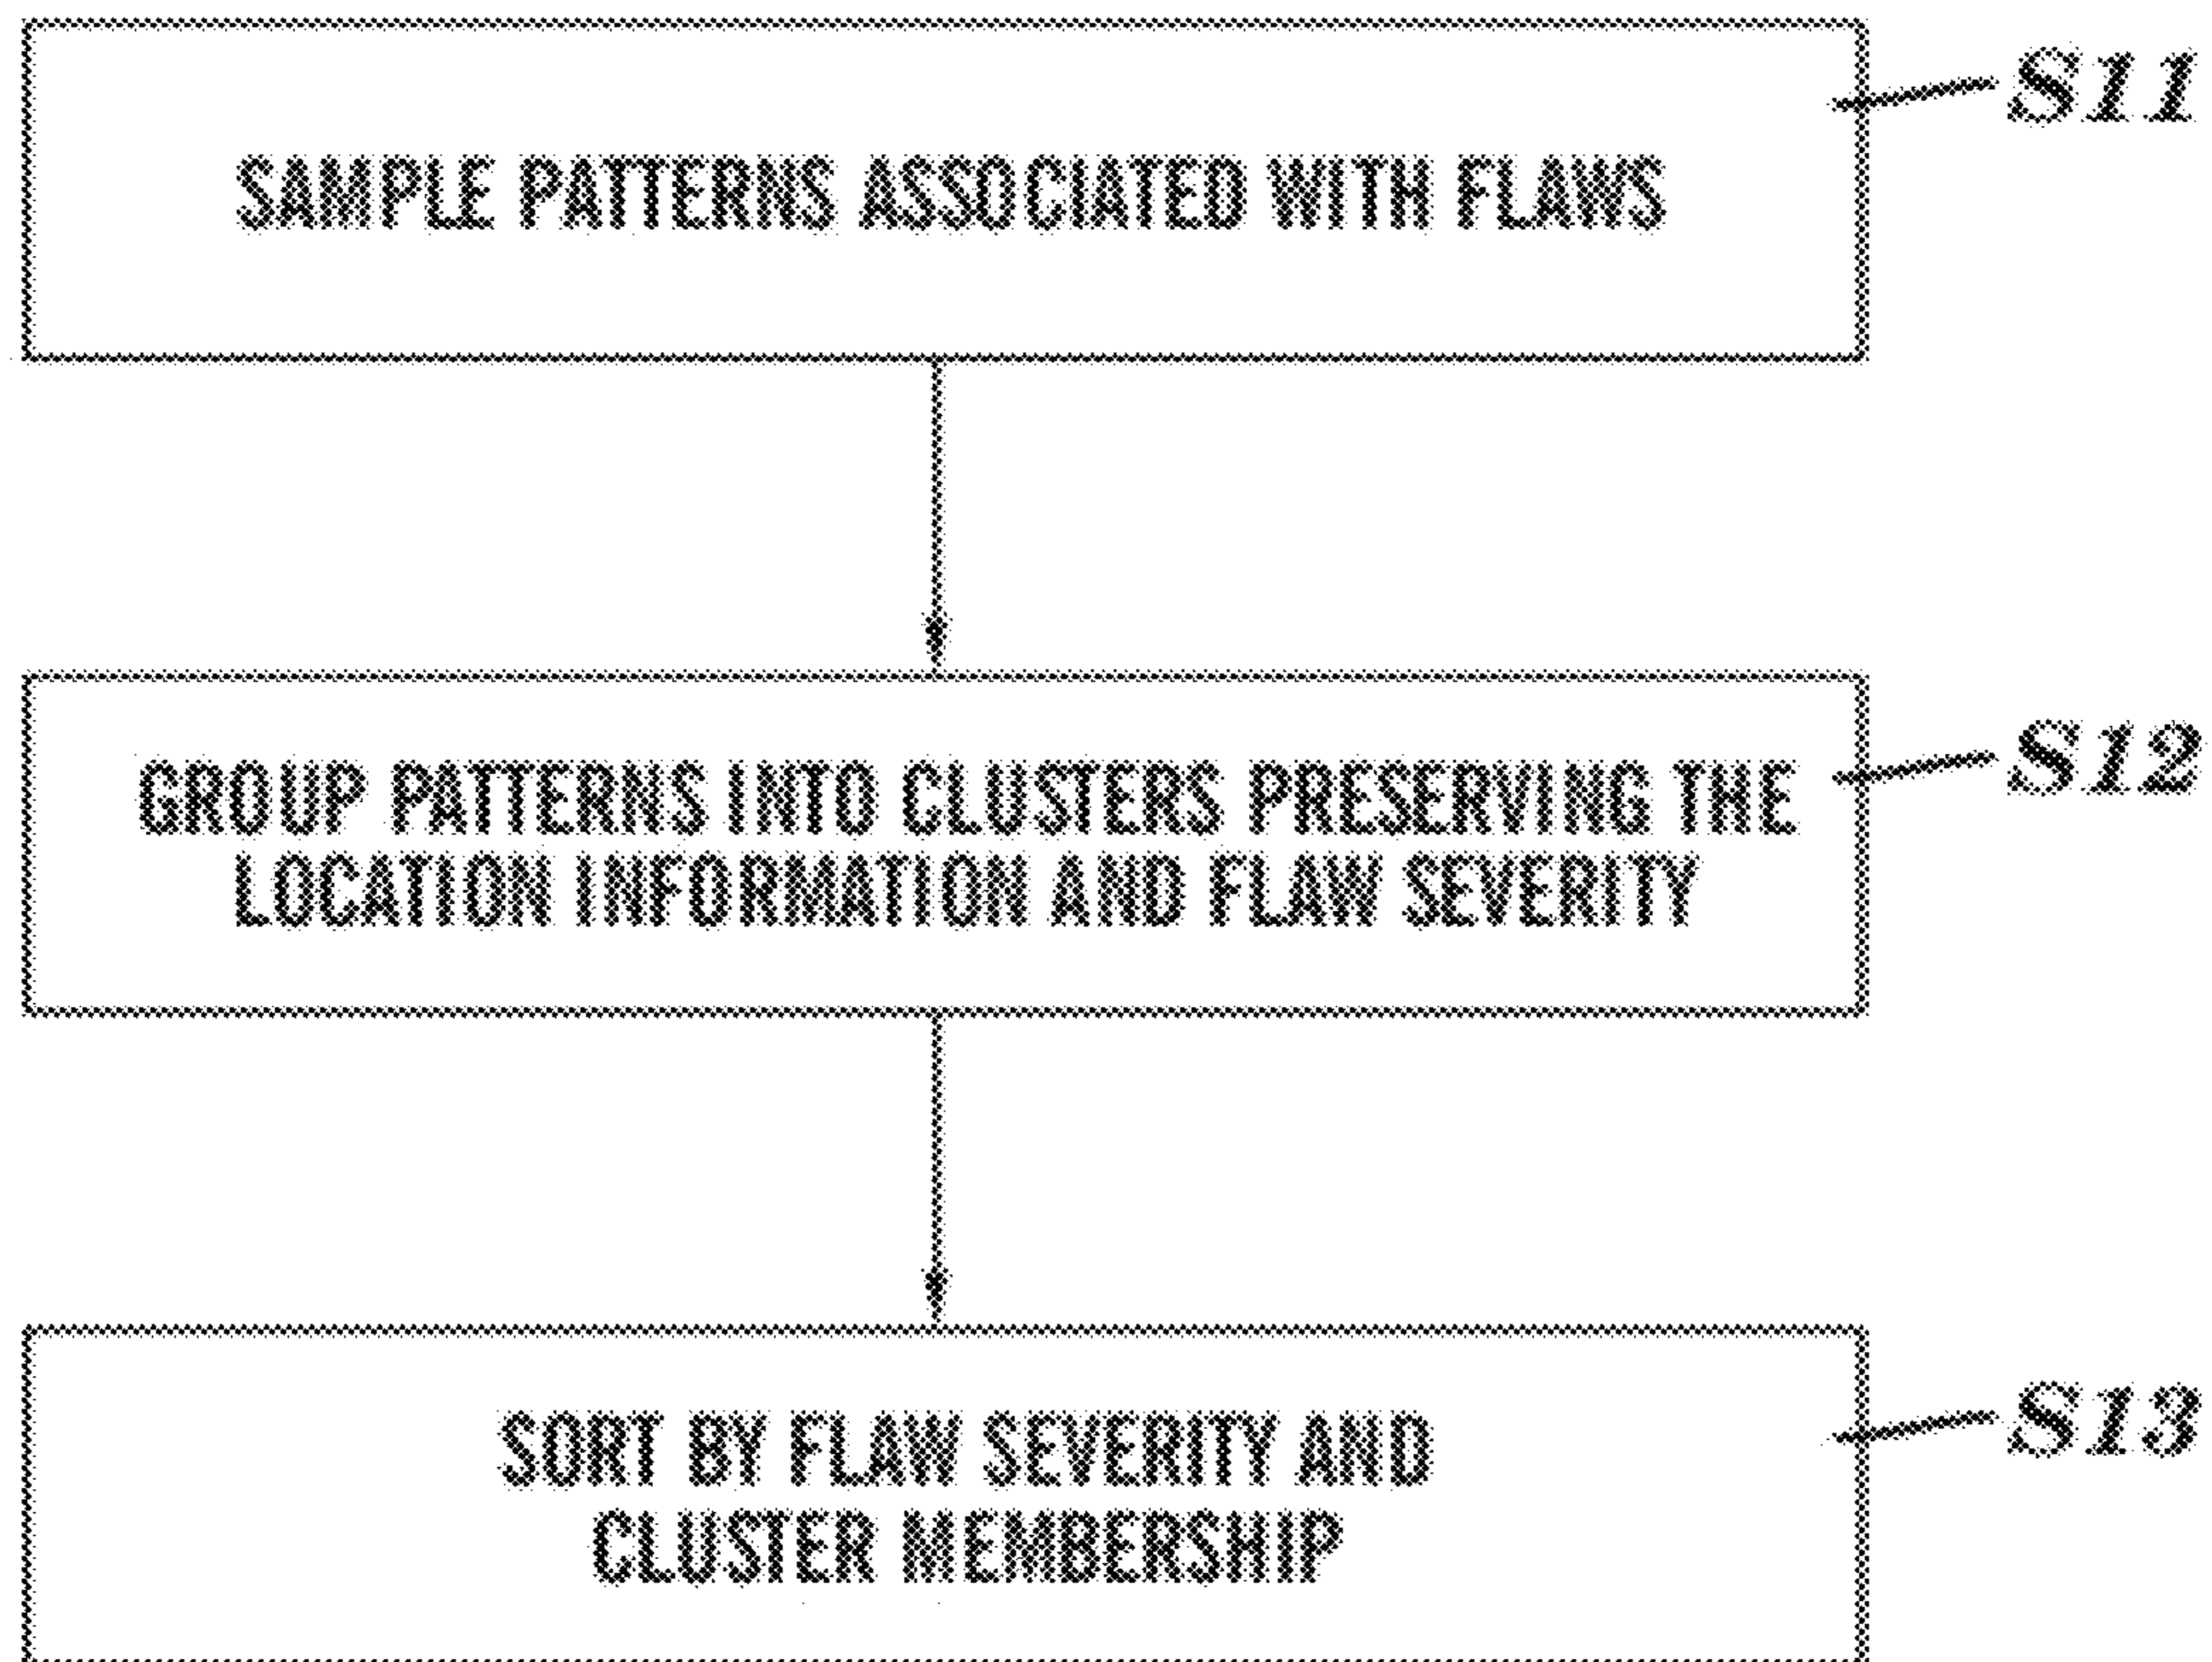 S11
SAMPLE PATTERNS ASSOCIATED WITH FLAWS
S12
GROUP PATTERNS INTO CLUSTERS PRESERVING THE
LOCATION INFORMATION AND FLAW SEVERITY
S13
SORT BY FLAW SEVERITY AND
CLUSTER MEMBERSHIP